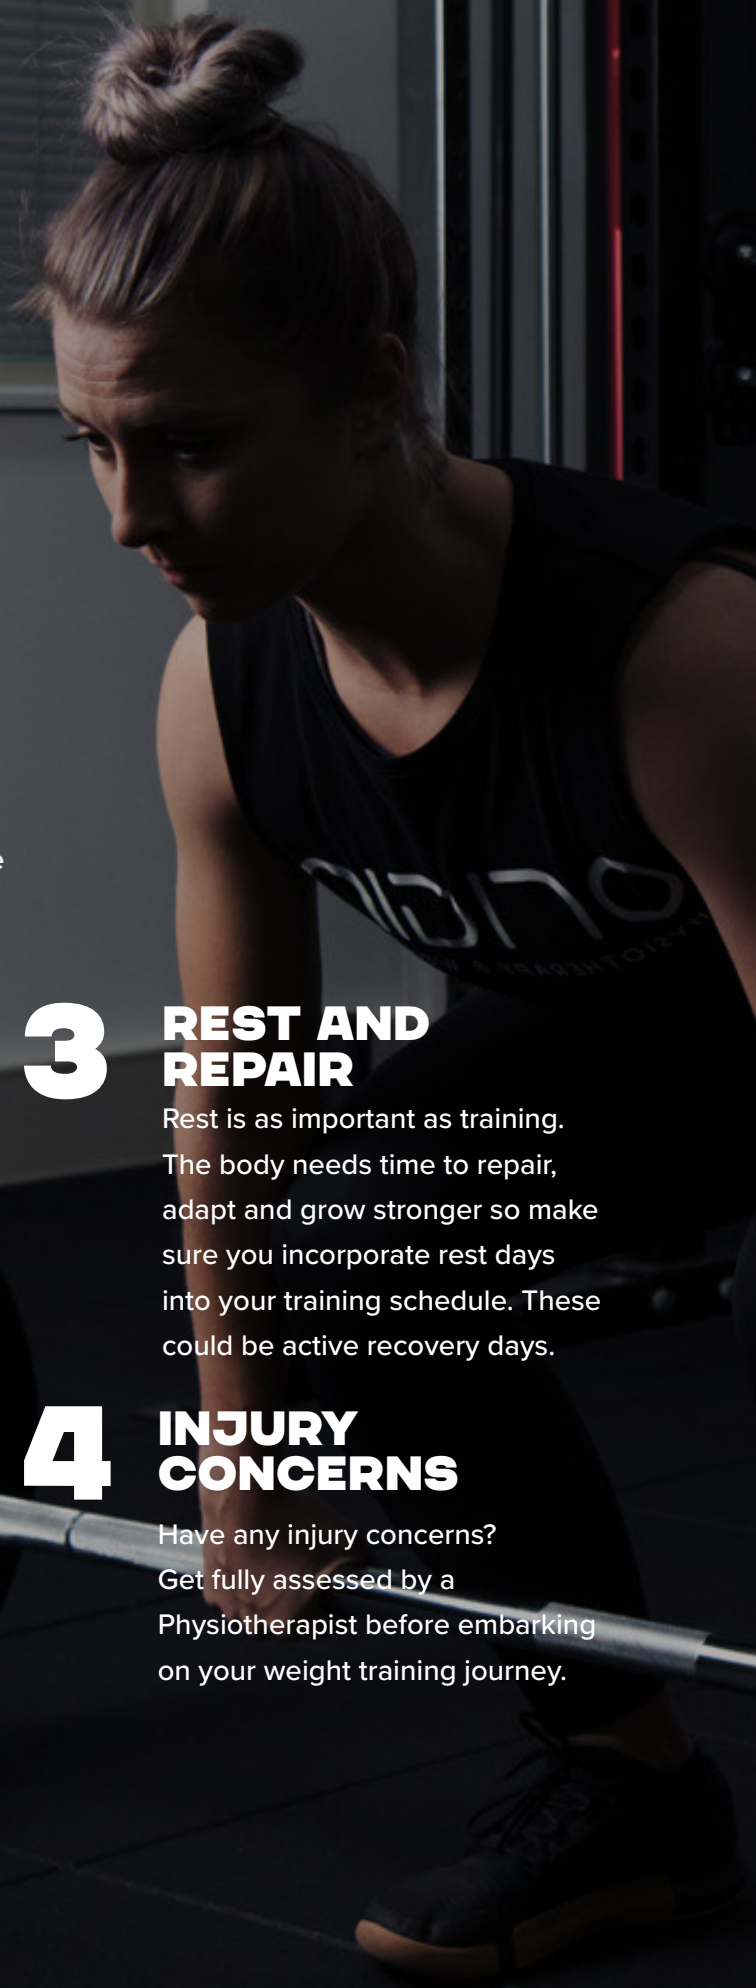 e
3
REST AND
REPAIR
Rest is as important as training.
The body needs time to repair,
adapt and grow stronger so make
sure you incorporate rest days
into your training schedule. These
could be active recovery days.
4
INJURY
CONCERNS
Have any injury concerns?
Get fully assessed by a
Physiotherapist before embarking
on your weight training journey.